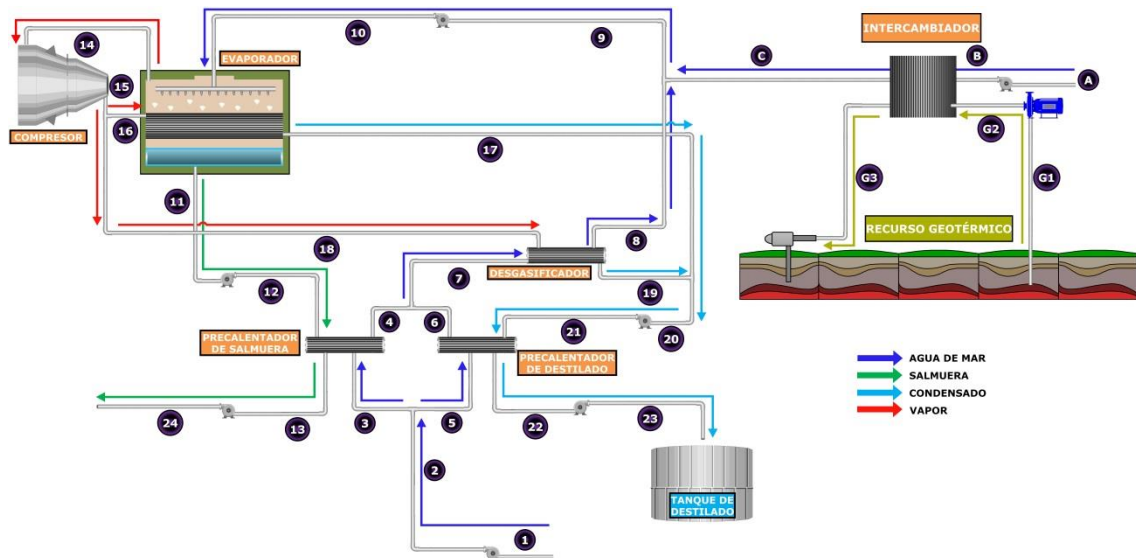 10
9
14
EVAPORADOR
INTERCAMBIADOR
C
B
A
15
COMPRESOR
16
17
G2
11
G3
G1
18
8
RECURSO GEOTÉRMICO
DESGASIFICADOR
12
7
19
4
6
21
20
PRECALENTADOR
DE SALMUERA
PRECALENTADOR
DE DESTILADO
AGUA DE MAR
SALMUERA
CONDENSADO
VAPOR
24
13
3
5
22
23
2
TANQUE DE
DESTILADO
1